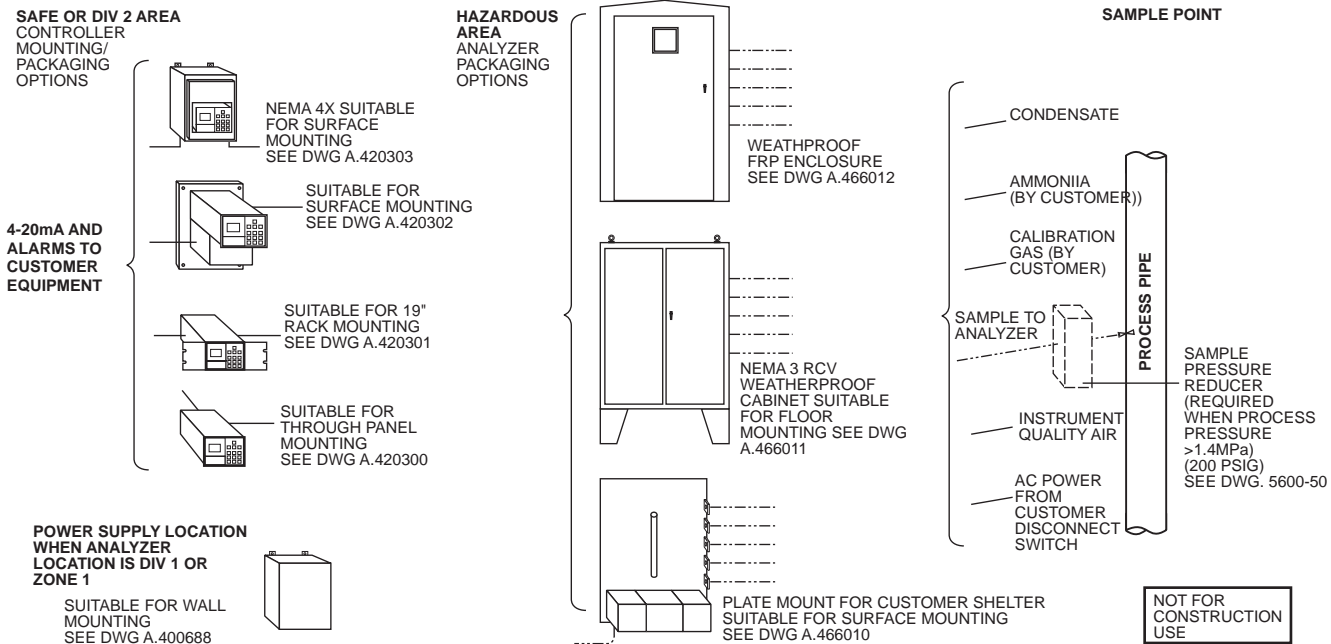 SAFE OR DIV 2 AREA
CONTROLLER
MOUNTING/
PACKAGING
OPTIONS
NEMA 4X SUITABLE
FOR SURFACE
MOUNTING
SEE DWG A.420303
SUITABLE FOR
SURFACE MOUNTING
SEE DWG A.420302
4-20mA AND
ALARMS TO
CUSTOMER
EQUIPMENT
SUITABLE FOR 19"
RACK MOUNTING
SEE DWG A.420301
SUITABLE FOR
THROUGH PANEL
MOUNTING
SEE DWG A.420300
POWER SUPPLY LOCATION
WHEN ANALYZER
LOCATION IS DIV 1 OR
ZONE 1
SUITABLE FOR WALL
MOUNTING
SEE DWG A.400688
HAZARDOUS
AREA
ANALYZER
PACKAGING
OPTIONS
WEATHPROOF
FRP ENCLOSURE
SEE DWG A.466012
NEMA 3 RCV
WEATHERPROOF
CABINET SUITABLE
FOR FLOOR
MOUNTING SEE DWG
A.466011
PLATE MOUNT FOR CUSTOMER SHELTER
SUITABLE FOR SURFACE MOUNTING
SEE DWG A.466010
SAMPLE POINT
CONDENSATE
AMMONIIA
(BY CUSTOMER))
CALIBRATION
GAS (BY
CUSTOMER)
SAMPLE TO
ANALYZER
PROCESS PIPE
INSTRUMENT
QUALITY AIR
AC POWER
FROM
CUSTOMER
DISCONNECT
SWITCH
SAMPLE
PRESSURE
REDUCER
(REQUIRED
WHEN PROCESS
PRESSURE
>1.4MPa)
(200 PSIG)
SEE DWG. 5600-50
NOT FOR
CONSTRUCTION
USE